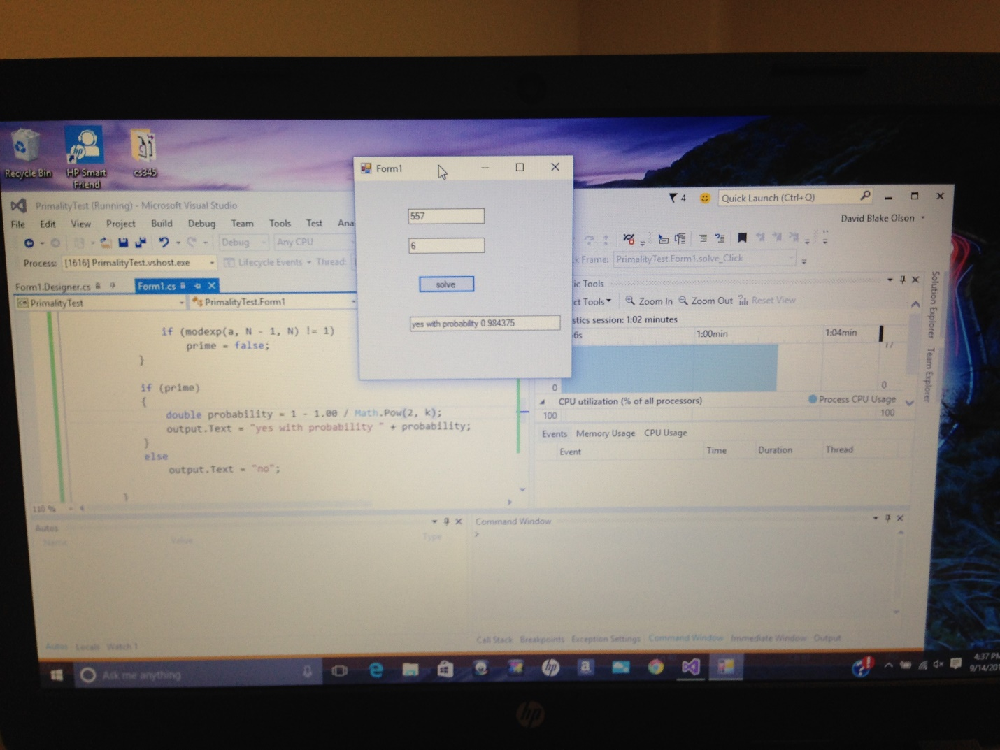 Recycle Bin
HP Smart Friend
cs345
Form1
557
6
solve
yes with probability 0.984375
PrimalityTest (Running) - Microsoft Visual Studio
4
Quick Launch (Ctrl+Q)
David Blake Olson
File Edit View Project Build Debug Team Tools Test Ana
Debug Any CPU
Process: [1616] PrimalityTest.vshost.exe Lifecycle Events Thread:
k Frame: PrimalityTest.Form1.solve_Click
Form1.Designer.cs Form1.cs
PrimalityTest PrimalityTest.Form1
if (modexp(a, N - 1, N) != 1)
prime = false;
}
if (prime)
{
double probability = 1 - 1.00 / Math.Pow(2, k);
output.Text = "yes with probability " + probability;
}
else
output.Text = "no";
}
110 %
ic Tools
ct Tools Zoom In Zoom Out Reset View
stics session: 1:02 minutes
6s 1:00min 1:04min
17
0 0
CPU utilization (% of all processors) Process CPU Usage
100 100
Events Memory Usage CPU Usage
Event Time Duration Thread
Solution Explorer
Team Explorer
Autos
Name Value Type
Command Window
>
Autos Locals Watch 1
Call Stack Breakpoints Exception Settings Command Window Immediate Window Output
Ask me anything
hp
a
4:37 PM
9/14/201
hp